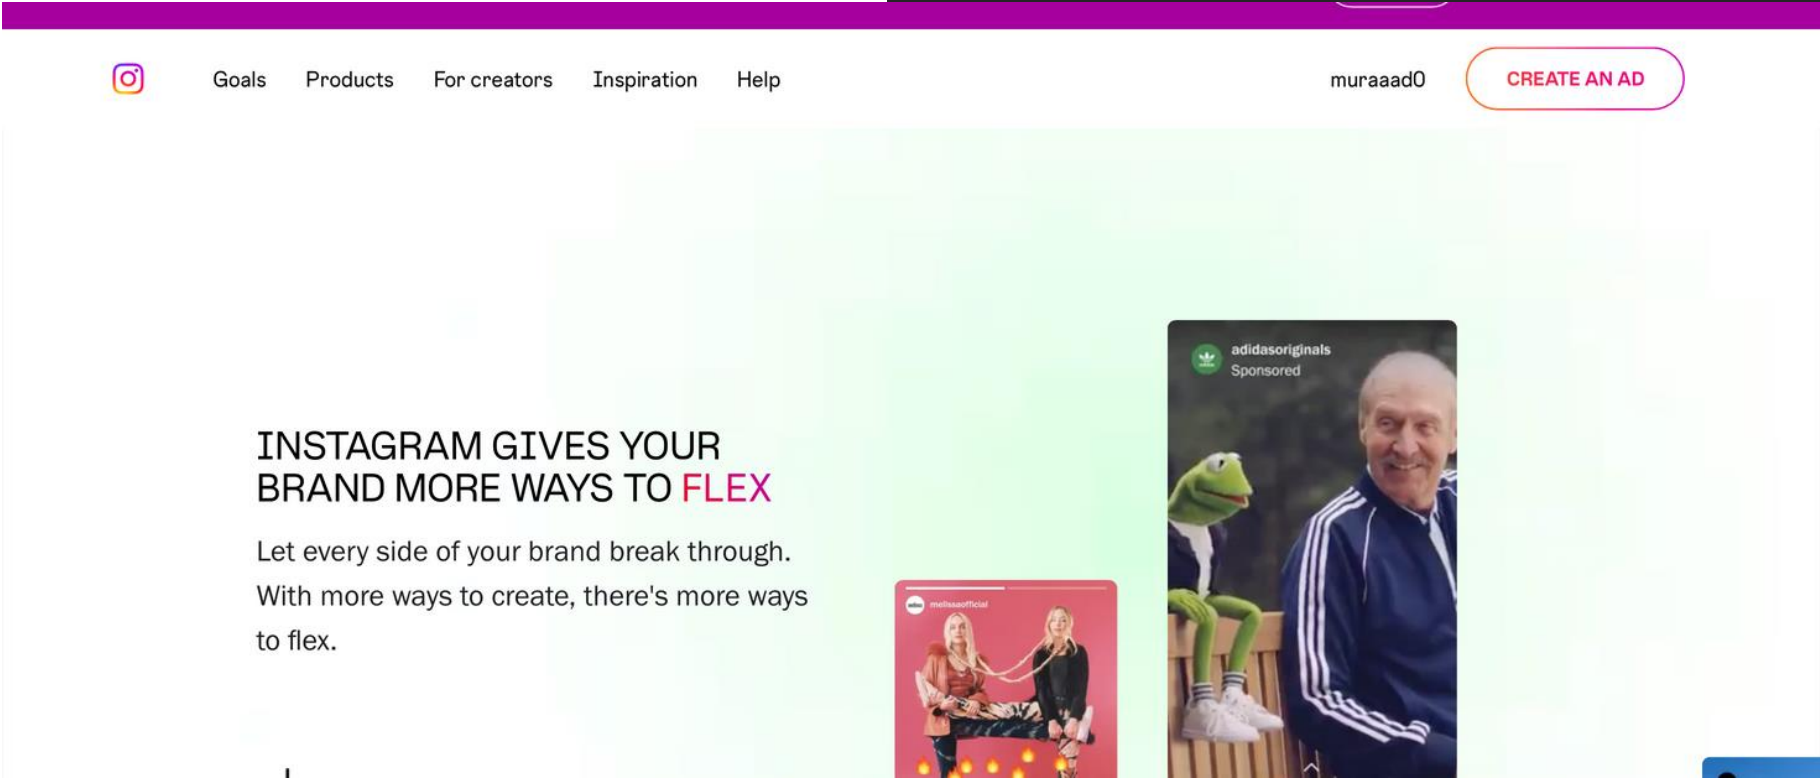 Goals
Products
For creators
Inspiration
Help
muraaad0
CREATE AN AD
INSTAGRAM GIVES YOUR
BRAND MORE WAYS TO FLEX
Let every side of your brand break through.
With more ways to create, there's more ways
to flex.
adidasoriginals
Sponsored
melissaofficial